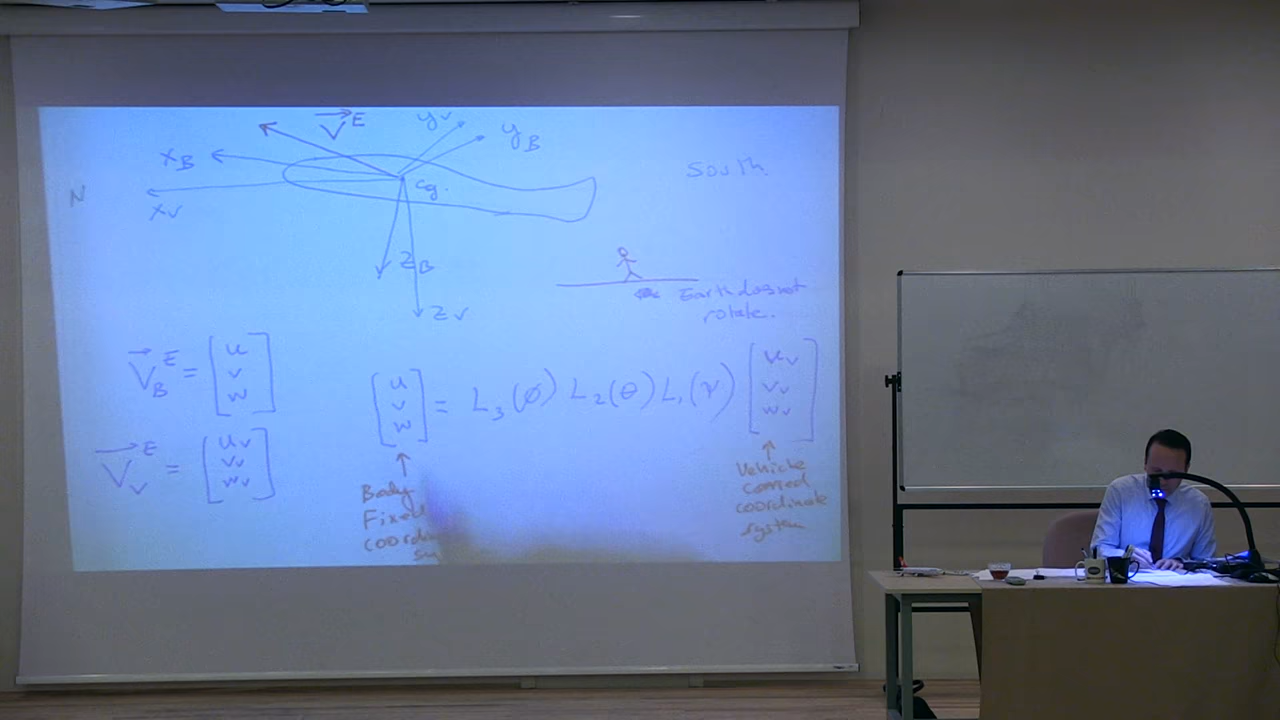 V^E y_V y_B
x_B South
N c.g.
x_V
z_B
Earth does not
z_V rotate.
V_B^E = [u v w]
[u v w] = L_3(φ) L_2(θ) L_1(ψ) [u_v v_v w_v]
V_V^E = [u_v v_v w_v]
Body
Fixed
Vehicle
carried
coordinate
system